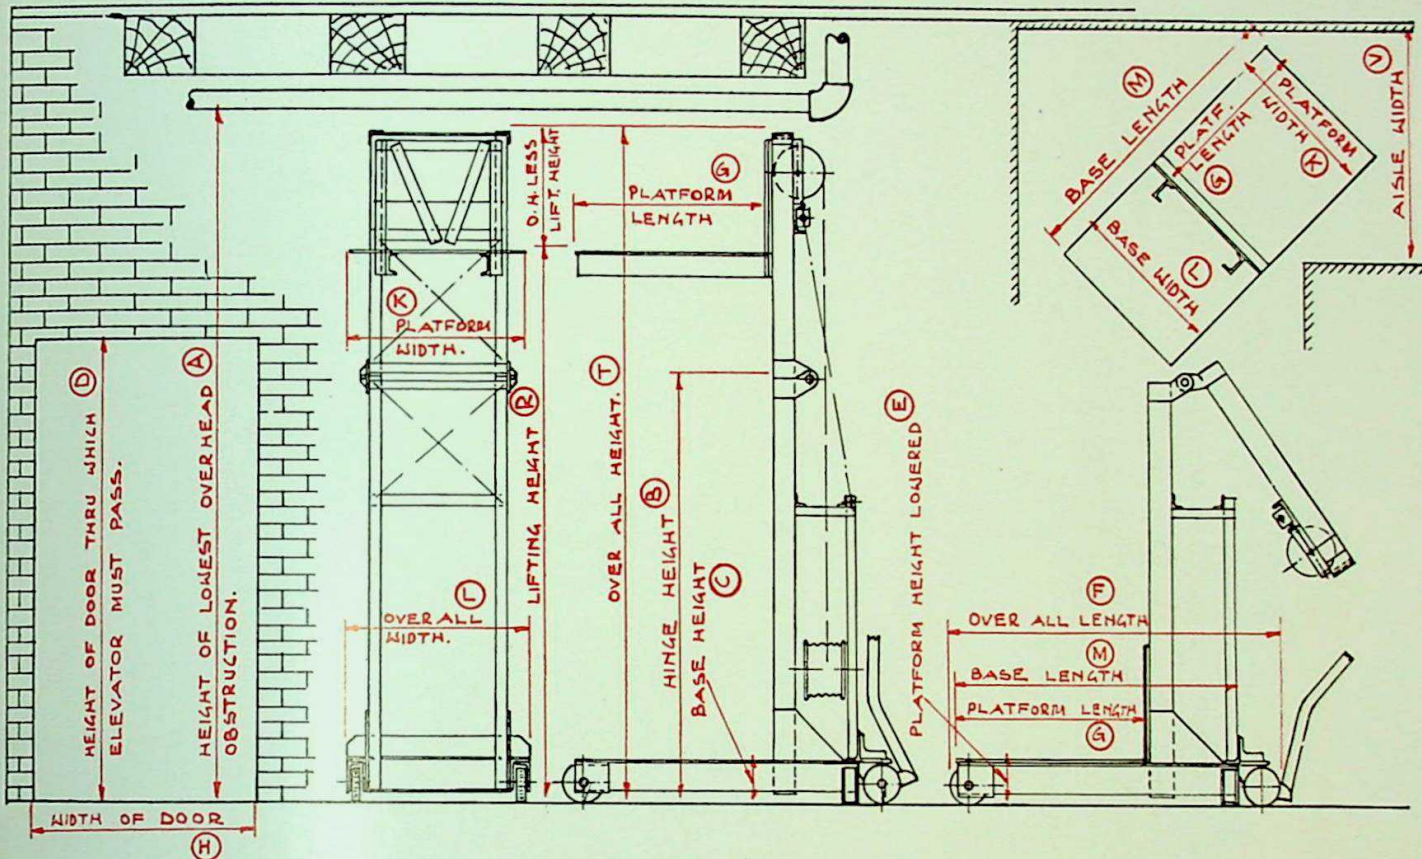 HEIGHT OF DOOR THRU WHICH
ELEVATOR MUST PASS.
D
HEIGHT OF LOWEST OVERHEAD
OBSTRUCTION.
A
WIDTH OF DOOR
H
O.H. LESS
LIFT. HEIGHT
K
PLATFORM
WIDTH.
L
OVER ALL
WIDTH.
LIFTING HEIGHT
R
G
PLATFORM
LENGTH
OVER ALL HEIGHT.
T
HINGE HEIGHT
B
BASE HEIGHT
C
PLATFORM HEIGHT LOWERED
E
F
OVER ALL LENGTH
M
BASE LENGTH
PLATFORM LENGTH
G
BASE LENGTH
M
PLATF.
LENGTH
G
PLATFORM
WIDTH
K
BASE WIDTH
L
AISLE WIDTH
V